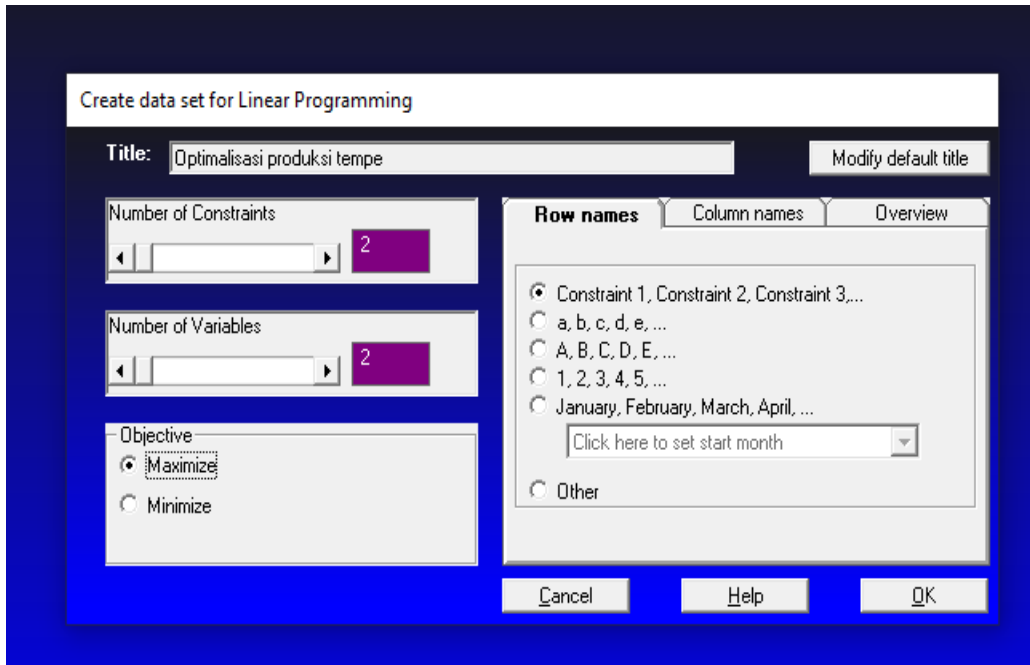 Create data set for Linear Programming
Title: Optimalisasi produksi tempe
Modify default title
Number of Constraints
2
Number of Variables
2
Objective
Maximize
Minimize
Row names
Column names
Overview
Constraint 1, Constraint 2, Constraint 3,...
a, b, c, d, e, ...
A, B, C, D, E, ...
1, 2, 3, 4, 5, ...
January, February, March, April, ...
Click here to set start month
Other
Cancel
Help
OK